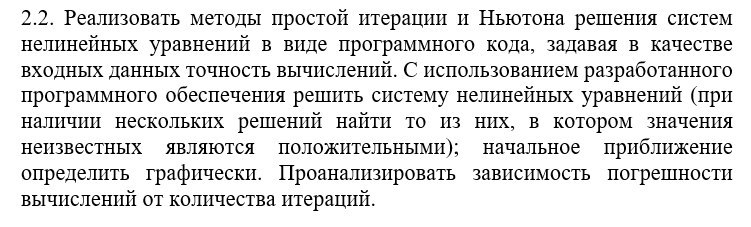 2.2. Реализовать методы простой итерации и Ньютона решения систем
нелинейных уравнений в виде программного кода, задавая в качестве
входных данных точность вычислений. С использованием разработанного
программного обеспечения решить систему нелинейных уравнений (при
наличии нескольких решений найти то из них, в котором значения
неизвестных являются положительными); начальное приближение
определить графически. Проанализировать зависимость погрешности
вычислений от количества итераций.